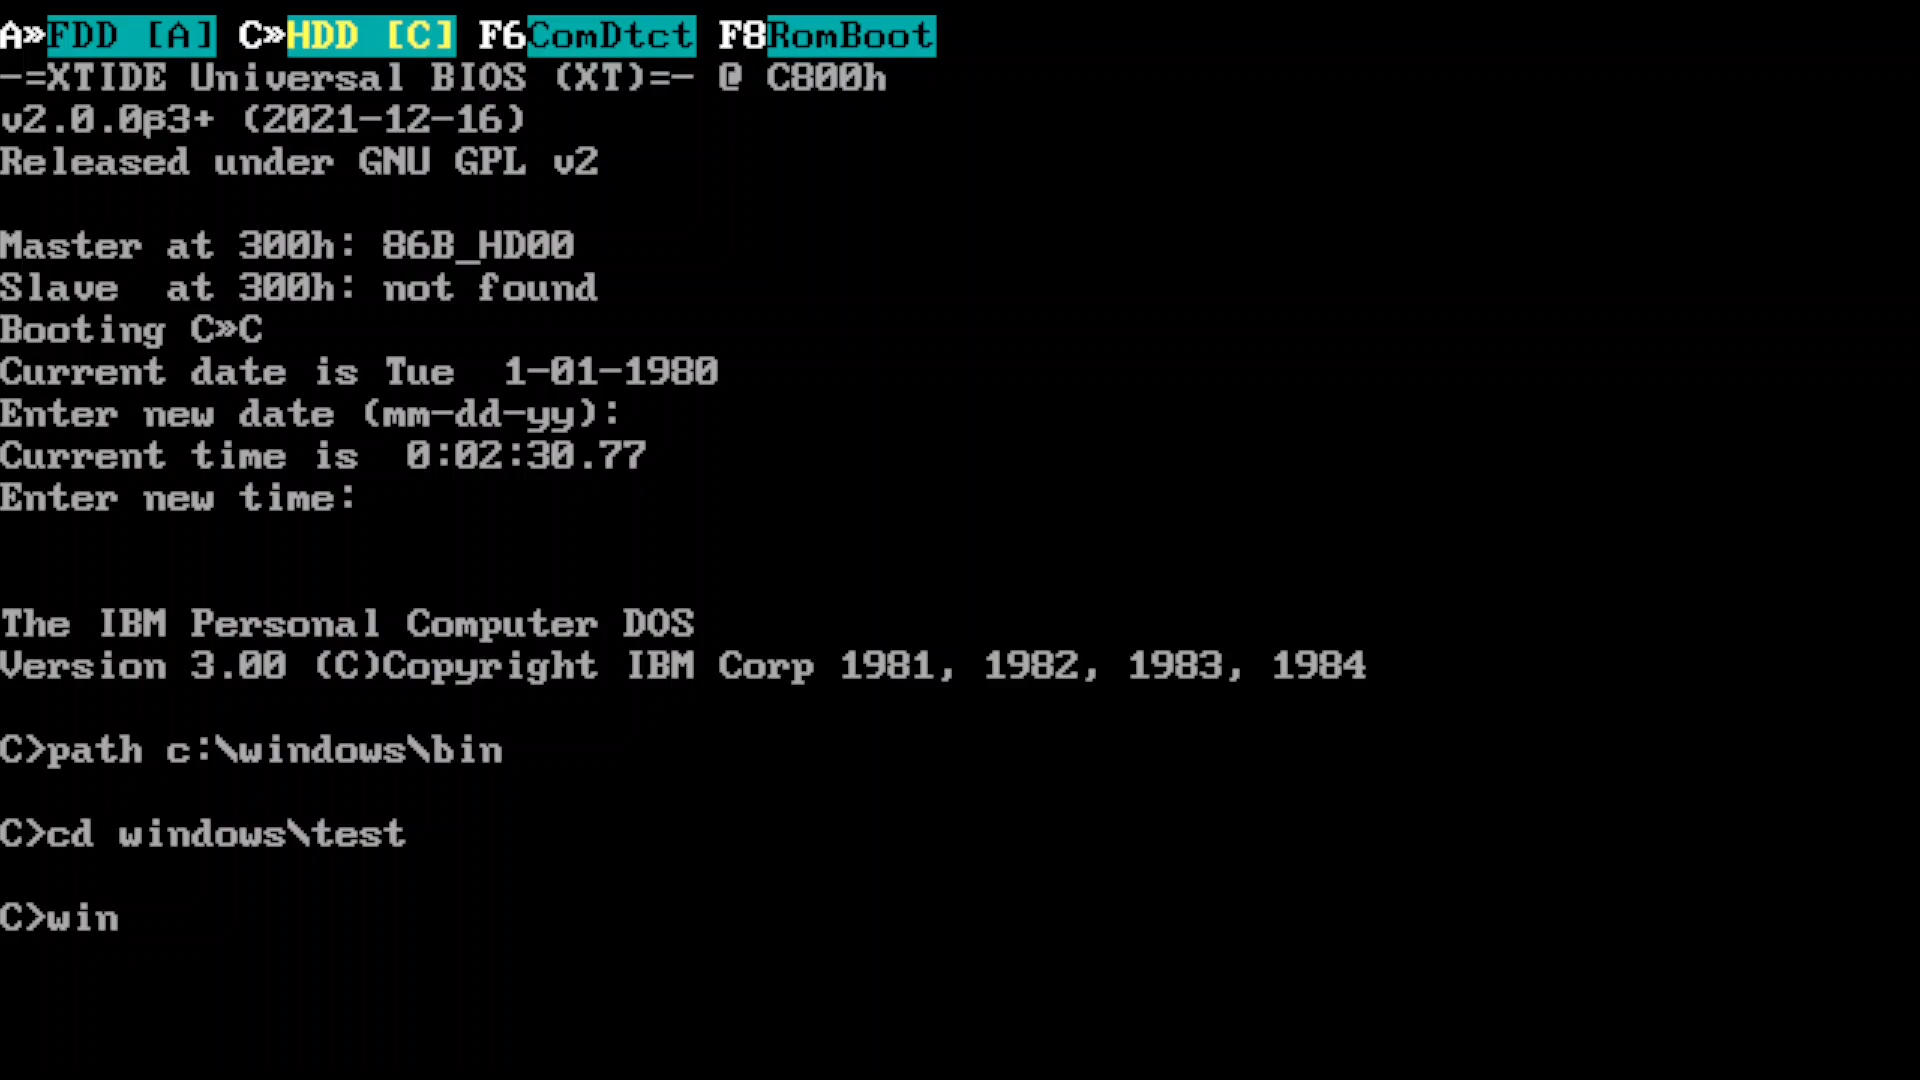 A»FDD [A] C»HDD [C] F6ComDtct F8RomBoot
-=XTIDE Universal BIOS (XT)=- @ C800h
v2.0.0β3+ (2021-12-16)
Released under GNU GPL v2
Master at 300h: 86B_HD00
Slave  at 300h: not found
Booting C»C
Current date is Tue  1-01-1980
Enter new date (mm-dd-yy):
Current time is  0:02:30.77
Enter new time:
The IBM Personal Computer DOS
Version 3.00 (C)Copyright IBM Corp 1981, 1982, 1983, 1984
C>path c:\windows\bin
C>cd windows\test
C>win